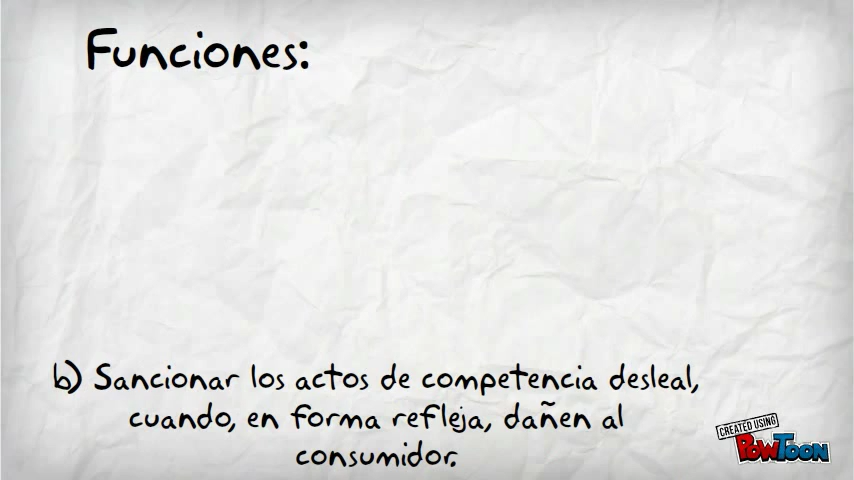 Funciones:
b) Sancionar los actos de competencia desleal,
cuando, en forma refleja, dañen al
consumidor.
CREATED USING
POWTOON